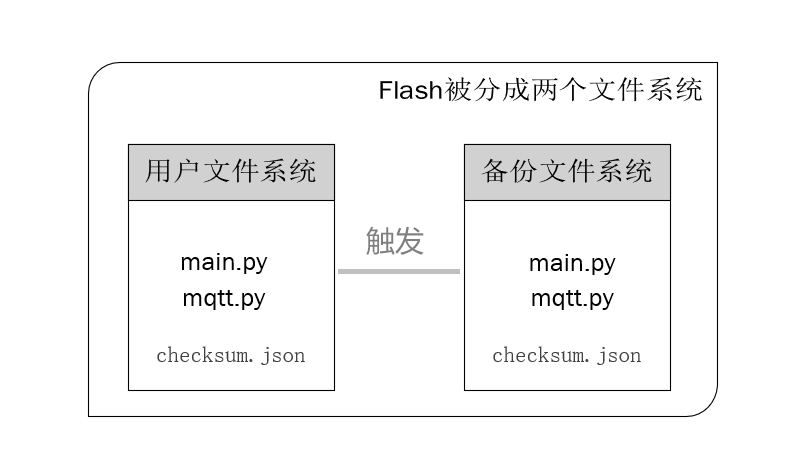 Flash被分成两个文件系统
用户文件系统
备份文件系统
触发
main.py
mqtt.py
checksum.json
main.py
mqtt.py
checksum.json